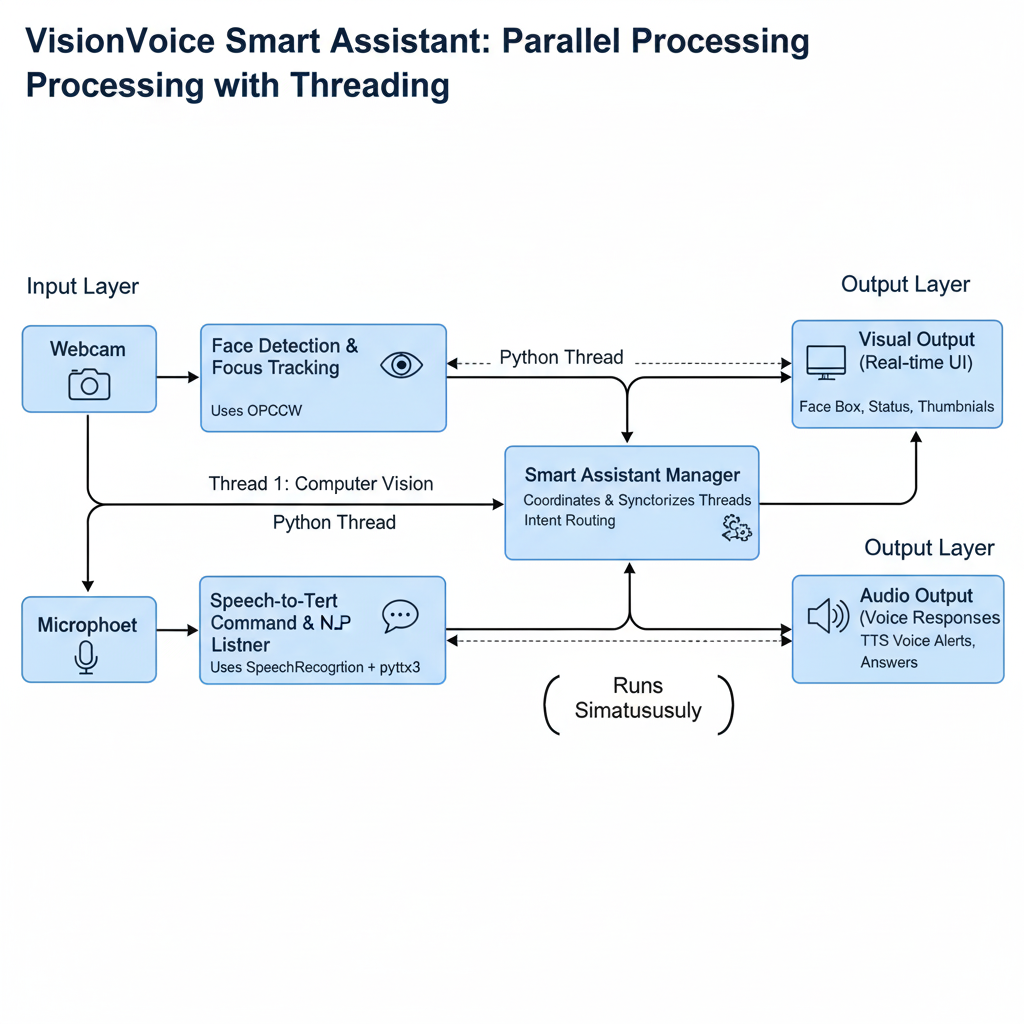 VisionVoice Smart Assistant: Parallel Processing
Processing with Threading
Input Layer
Output Layer
Webcam
Face Detection &
Focus Tracking
Uses OPCCW
Python Thread
Visual Output
(Real-time UI)
Face Box, Status, Thumbnials
Thread 1: Computer Vision
Python Thread
Smart Assistant Manager
Coordinates & Synctorizes Threads
Intent Routing
Output Layer
Microphoet
Speech-to-Tert
Command & NLP
Listner
Uses SpeechRecogrtion + pyttx3
Audio Output
(Voice Responses
TTS Voice Alerts,
Answers
Runs
Simatususuly